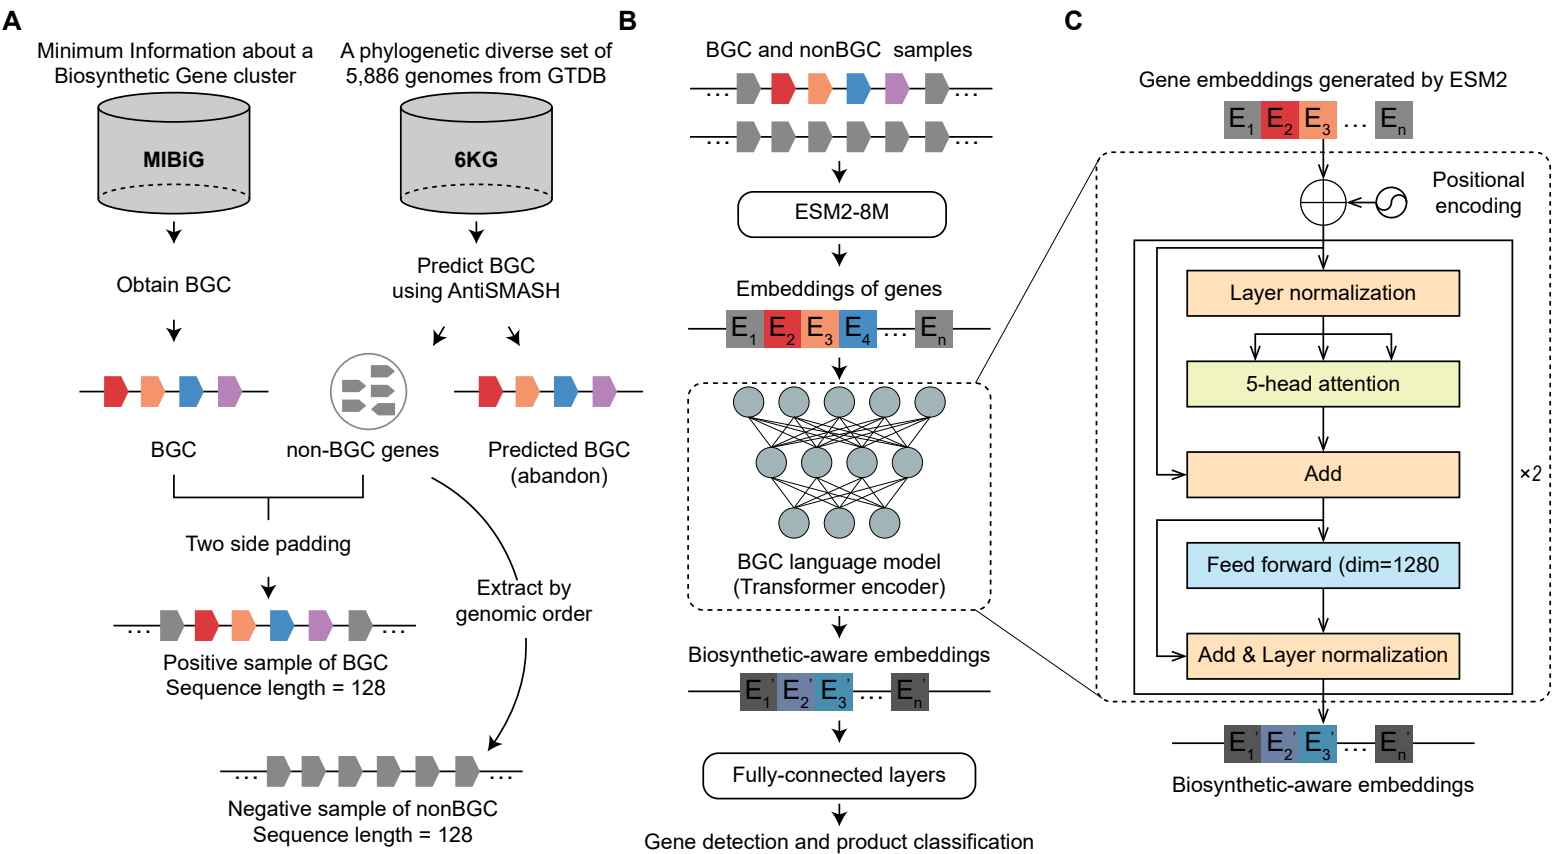 A
Minimum Information about a
Biosynthetic Gene cluster
MIBiG
Obtain BGC
BGC
A phylogenetic diverse set of
5,886 genomes from GTDB
6KG
Predict BGC
using AntiSMASH
non-BGC genes
Predicted BGC
(abandon)
Two side padding
...
...
Positive sample of BGC
Sequence length = 128
Extract by
genomic order
...
...
Negative sample of nonBGC
Sequence length = 128
B
BGC and nonBGC samples
...
...
...
...
ESM2-8M
Embeddings of genes
E1 E2 E3 E4 ... En
BGC language model
(Transformer encoder)
Biosynthetic-aware embeddings
E1' E2' E3' ... En'
Fully-connected layers
Gene detection and product classification
C
Gene embeddings generated by ESM2
E1 E2 E3 ... En
Positional
encoding
Layer normalization
5-head attention
Add
×2
Feed forward (dim=1280
Add & Layer normalization
E1' E2' E3' ... En'
Biosynthetic-aware embeddings